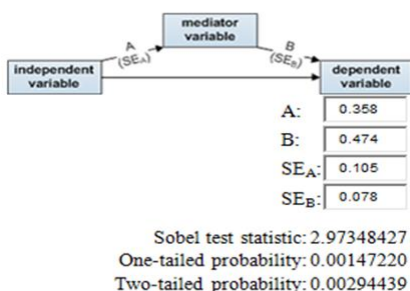 mediator
variable
A
(SEA)
B
(SEB)
independent
variable
dependent
variable
A: 0.358
B: 0.474
SEA: 0.105
SEB: 0.078
Sobel test statistic: 2.97348427
One-tailed probability: 0.00147220
Two-tailed probability: 0.00294439